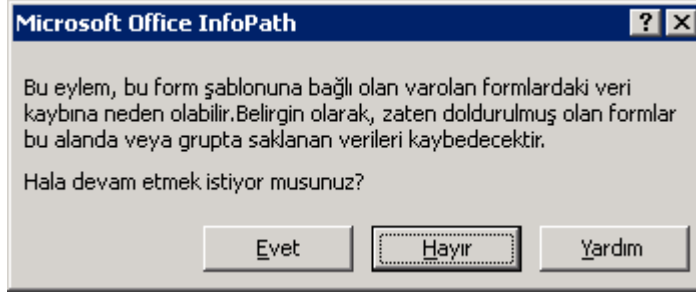 Microsoft Office InfoPath
Bu eylem, bu form şablonuna bağlı olan varolan formlardaki veri
kaybına neden olabilir.Belirgin olarak, zaten doldurulmuş olan formlar
bu alanda veya grupta saklanan verileri kaybedecektir.
Hala devam etmek istiyor musunuz?
Evet Hayır Yardım